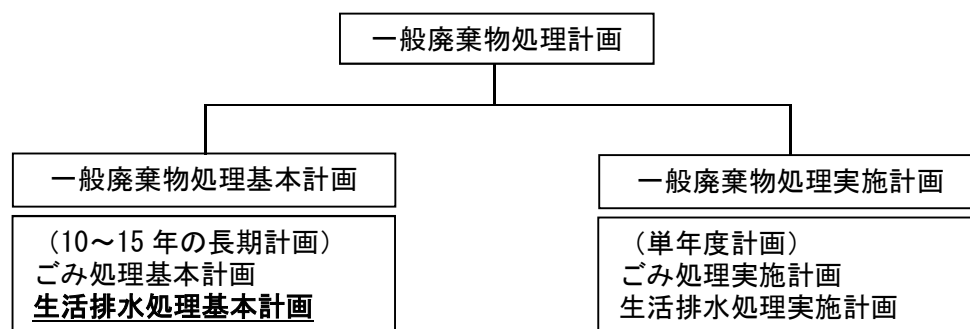 一般廃棄物処理計画
一般廃棄物処理基本計画
（10～15 年の長期計画）
ごみ処理基本計画
生活排水処理基本計画
一般廃棄物処理実施計画
（単年度計画）
ごみ処理実施計画
生活排水処理実施計画